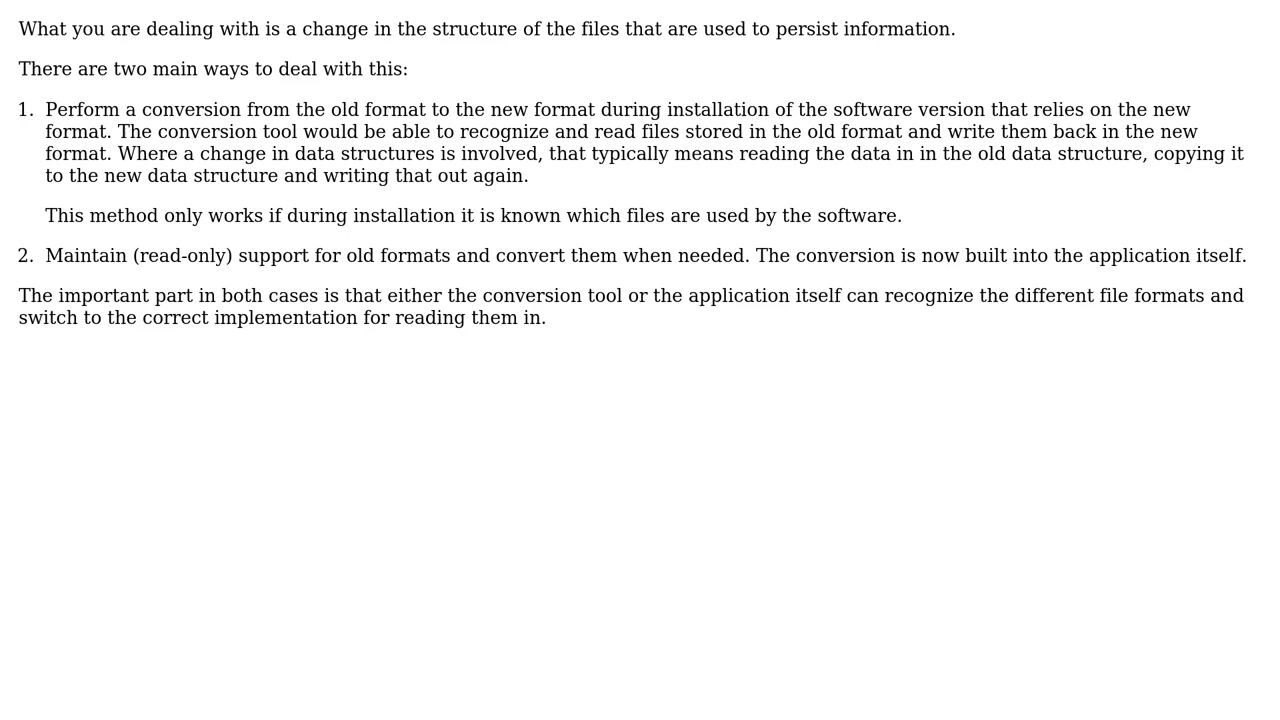 What you are dealing with is a change in the structure of the files that are used to persist information.
There are two main ways to deal with this:
1. Perform a conversion from the old format to the new format during installation of the software version that relies on the new
format. The conversion tool would be able to recognize and read files stored in the old format and write them back in the new
format. Where a change in data structures is involved, that typically means reading the data in in the old data structure, copying it
to the new data structure and writing that out again.
This method only works if during installation it is known which files are used by the software.
2. Maintain (read-only) support for old formats and convert them when needed. The conversion is now built into the application itself.
The important part in both cases is that either the conversion tool or the application itself can recognize the different file formats and
switch to the correct implementation for reading them in.